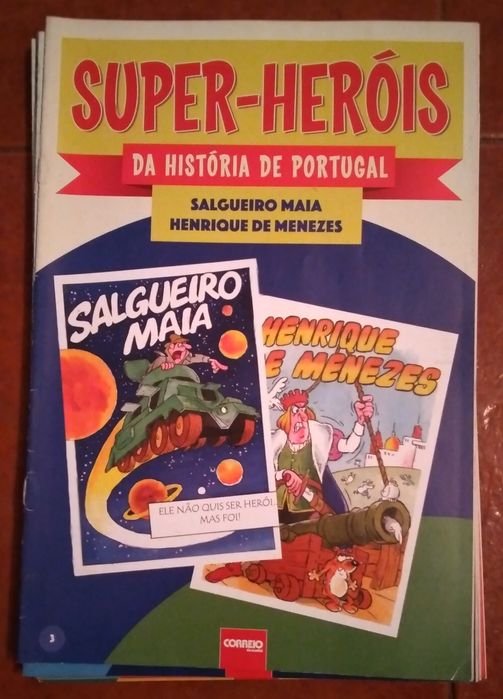 SUPER-HERÓIS
DA HISTÓRIA DE PORTUGAL
SALGUEIRO MAIA
HENRIQUE DE MENEZES
SALGUEIRO
MAIA
HENRIQUE
E MENEZES
ELE NÃO QUIS SER HERÓI...
MAS FOI!
3
CORREIO